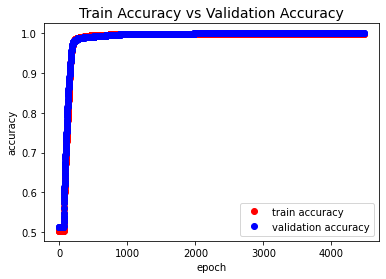 Train Accuracy vs Validation Accuracy
1.0
0.9
0.8
0.7
0.6
0.5
accuracy
train accuracy
validation accuracy
0 1000 2000 3000 4000
epoch